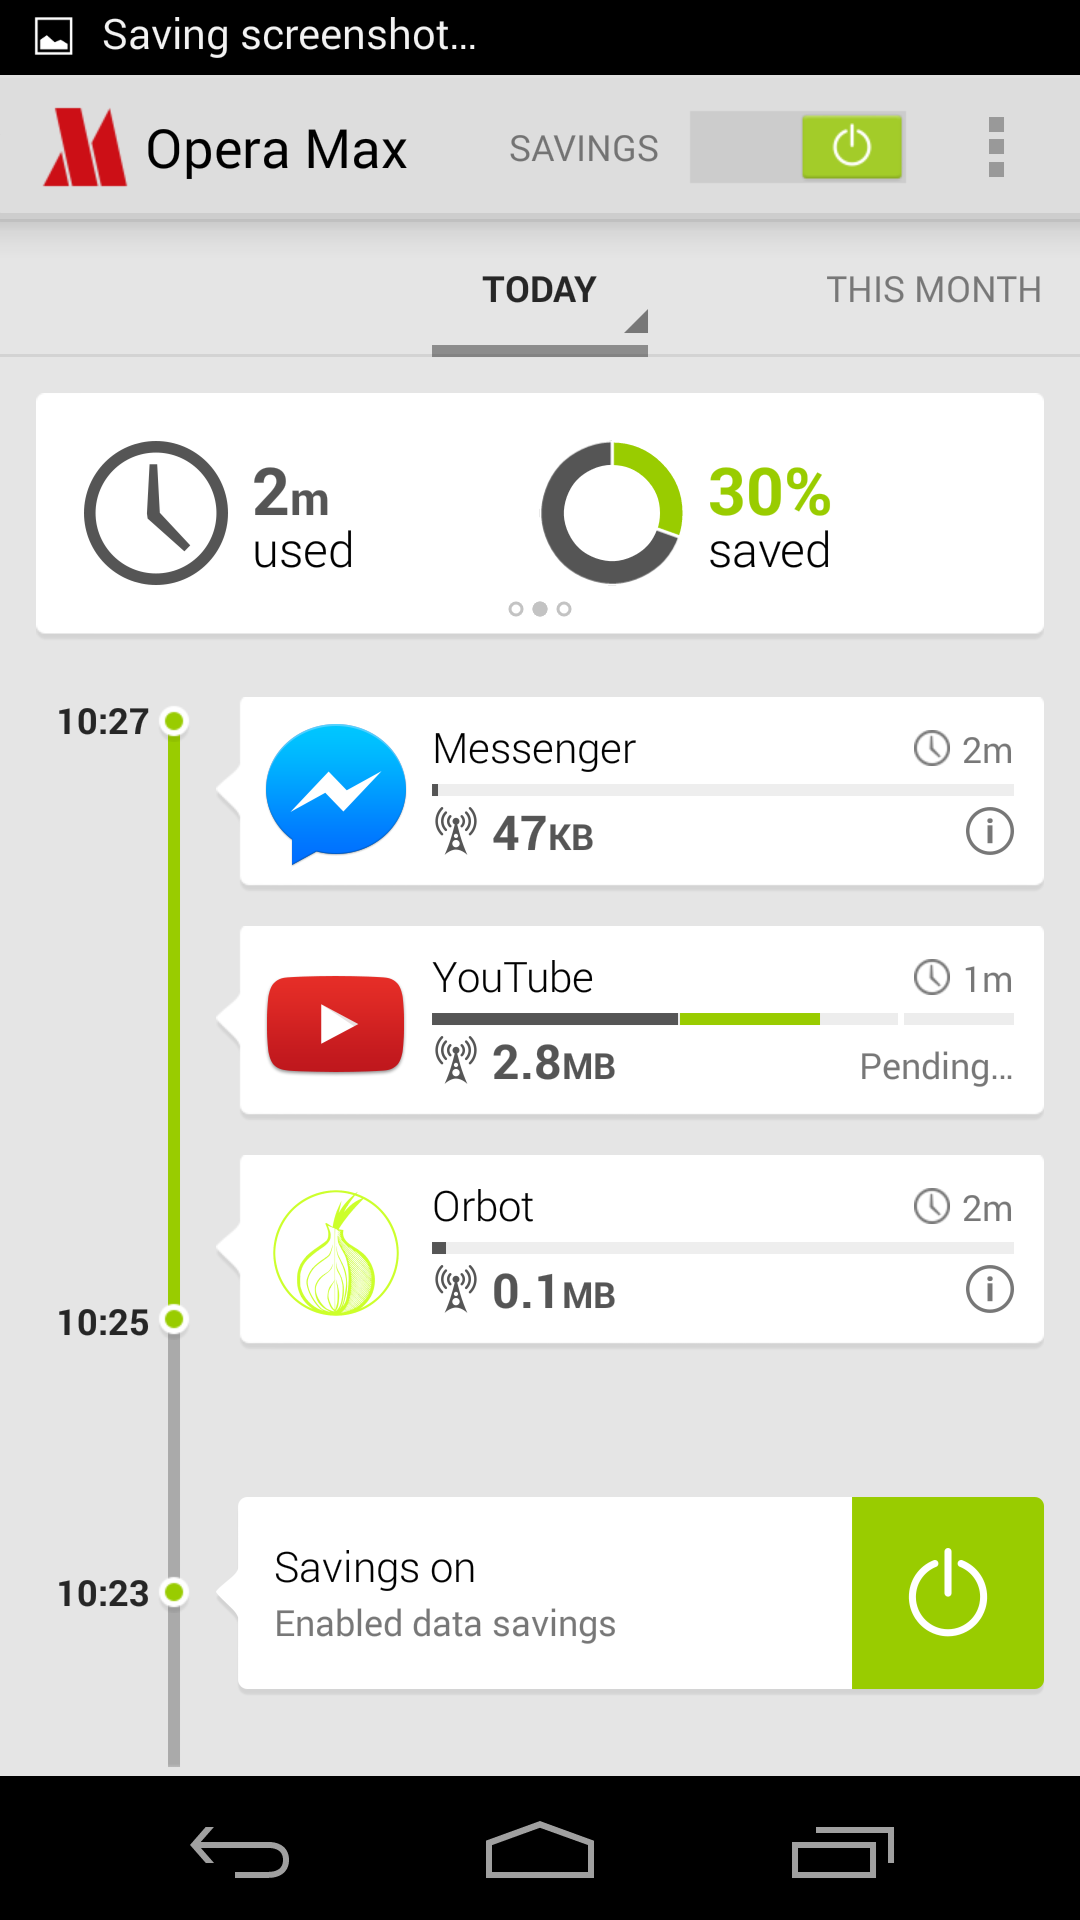 Saving screenshot...
Opera Max
SAVINGS
TODAY
THIS MONTH
2m
used
30%
saved
10:27
Messenger
2m
47KB
YouTube
1m
2.8MB
Pending...
Orbot
2m
0.1MB
10:25
Savings on
10:23
Enabled data savings